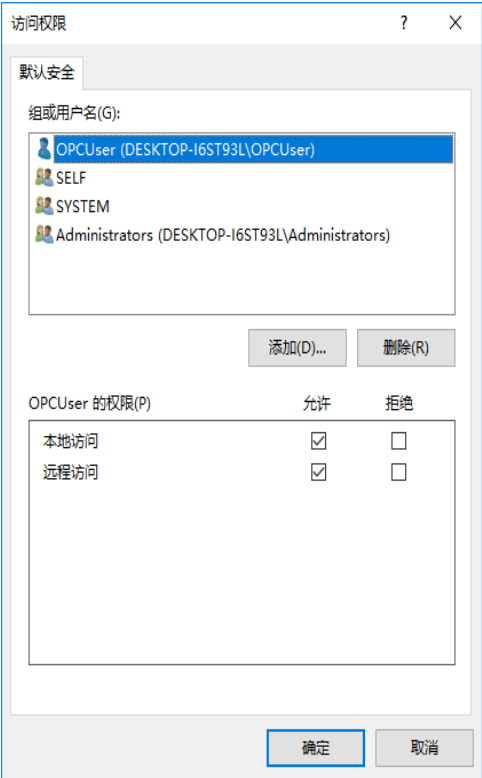 访问权限
默认安全
组或用户名(G):
OPCUser (DESKTOP-I6ST93L\OPCUser)
SELF
SYSTEM
Administrators (DESKTOP-I6ST93L\Administrators)
添加(D)... 删除(R)
OPCUser 的权限(P) 允许 拒绝
本地访问
远程访问
确定 取消